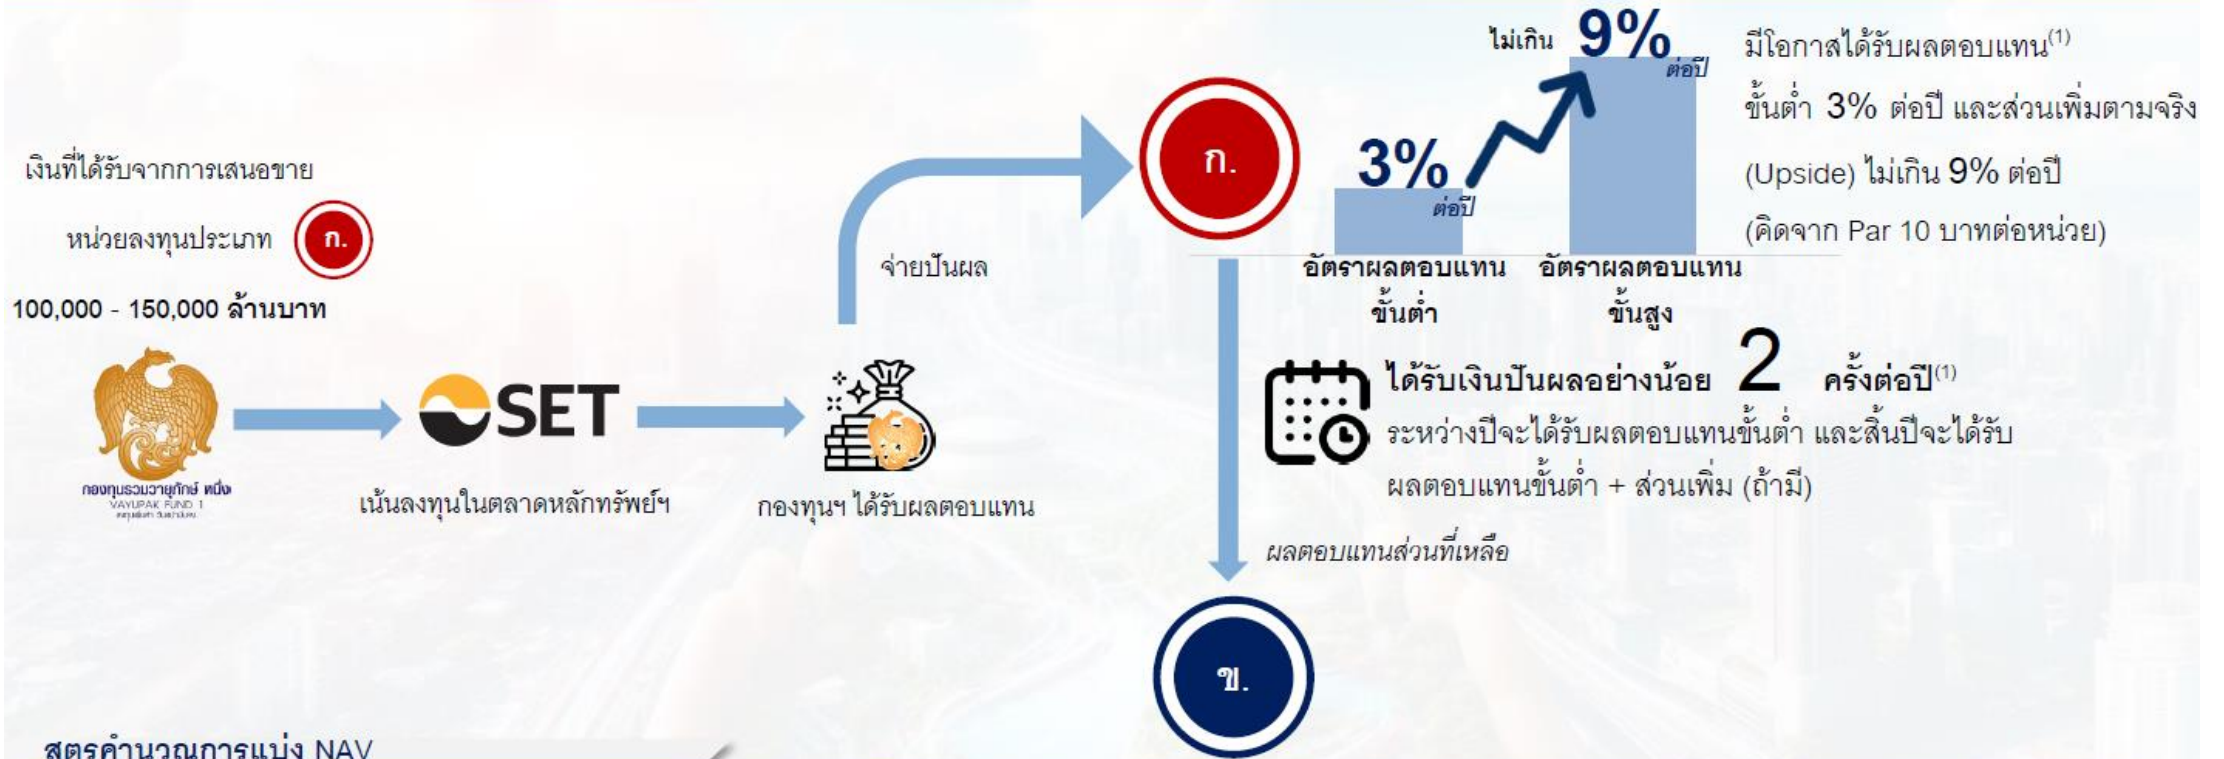 เงินที่ได้รับจากการเสนอขาย
หน่วยลงทุนประเภท ก.
100,000 - 150,000 ล้านบาท
กองทุนรวมวายุภักษ์ หนึ่ง
VAYUPAK FUND 1
SET
เน้นลงทุนในตลาดหลักทรัพย์ฯ
กองทุนฯ ได้รับผลตอบแทน
จ่ายปันผล
ก.
3%
ต่อปี
ไม่เกิน 9%
ต่อปี
อัตราผลตอบแทน
ขั้นต่ำ
อัตราผลตอบแทน
ขั้นสูง
มีโอกาสได้รับผลตอบแทน(1)
ขั้นต่ำ 3% ต่อปี และส่วนเพิ่มตามจริง
(Upside) ไม่เกิน 9% ต่อปี
(คิดจาก Par 10 บาทต่อหน่วย)
ได้รับเงินปันผลอย่างน้อย 2 ครั้งต่อปี(1)
ระหว่างปีจะได้รับผลตอบแทนขั้นต่ำ และสิ้นปีจะได้รับ
ผลตอบแทนขั้นต่ำ + ส่วนเพิ่ม (ถ้ามี)
ผลตอบแทนส่วนที่เหลือ
ข.
สูตรคำนวณการแบ่ง NAV